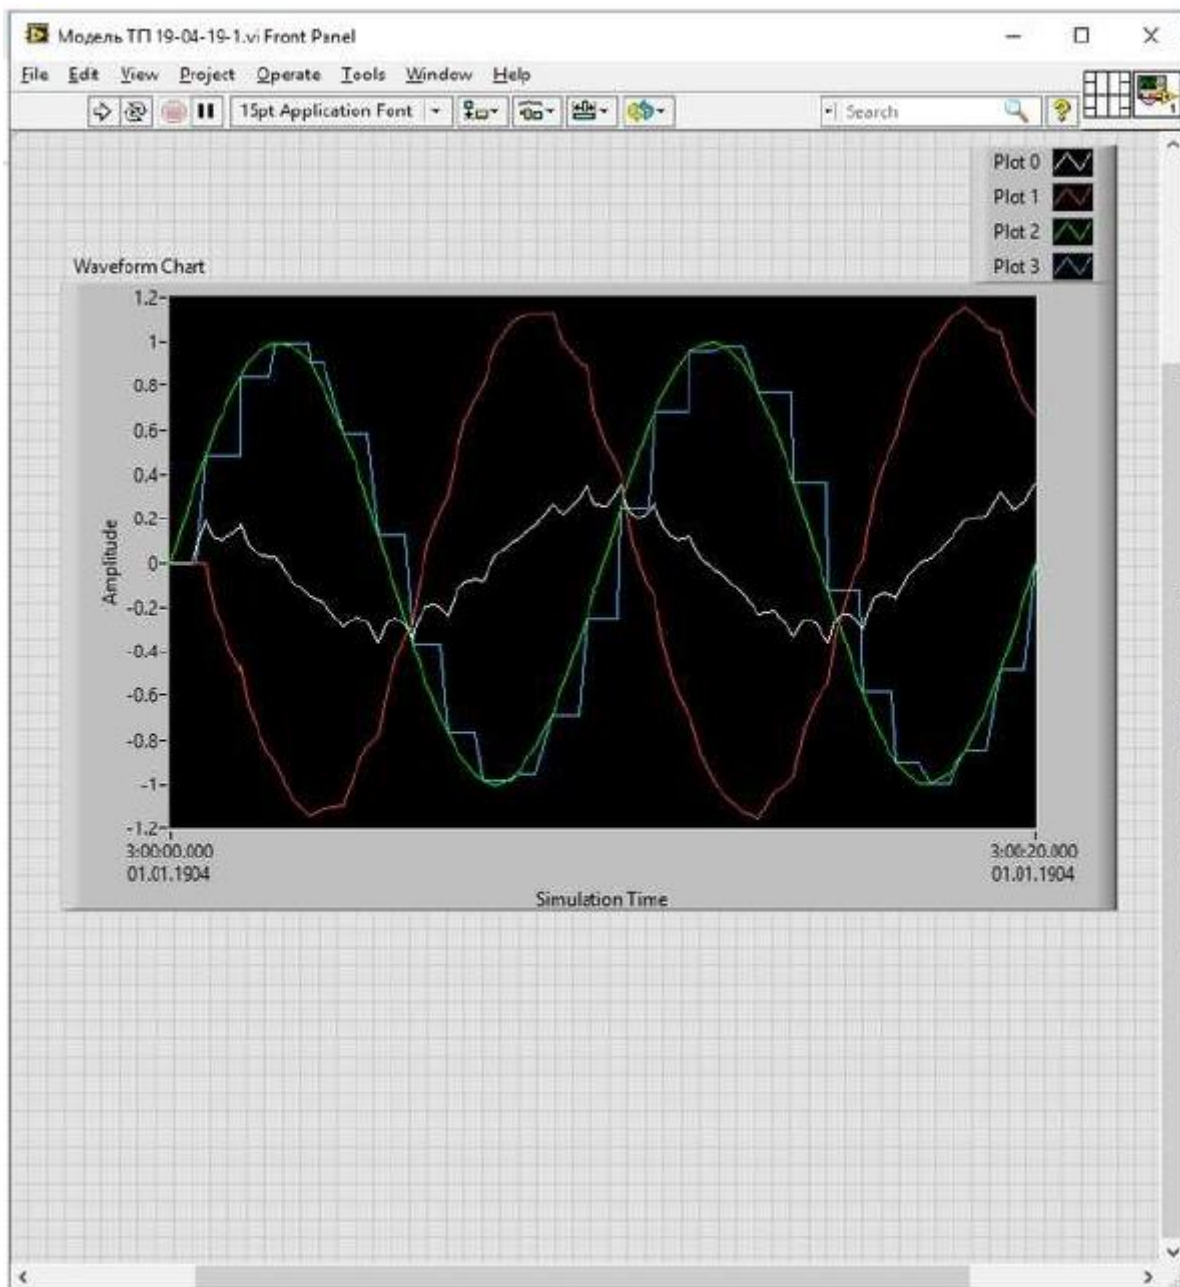 Модель ТП 19-04-19-1.vi Front Panel
File Edit View Project Operate Tools Window Help
15pt Application Font
Search
1
Plot 0
Plot 1
Plot 2
Plot 3
Waveform Chart
Amplitude
1.2
1
0.8
0.6
0.4
0.2
0
-0.2
-0.4
-0.6
-0.8
-1
-1.2
3:00:00.000
01.01.1904
3:00:20.000
01.01.1904
Simulation Time